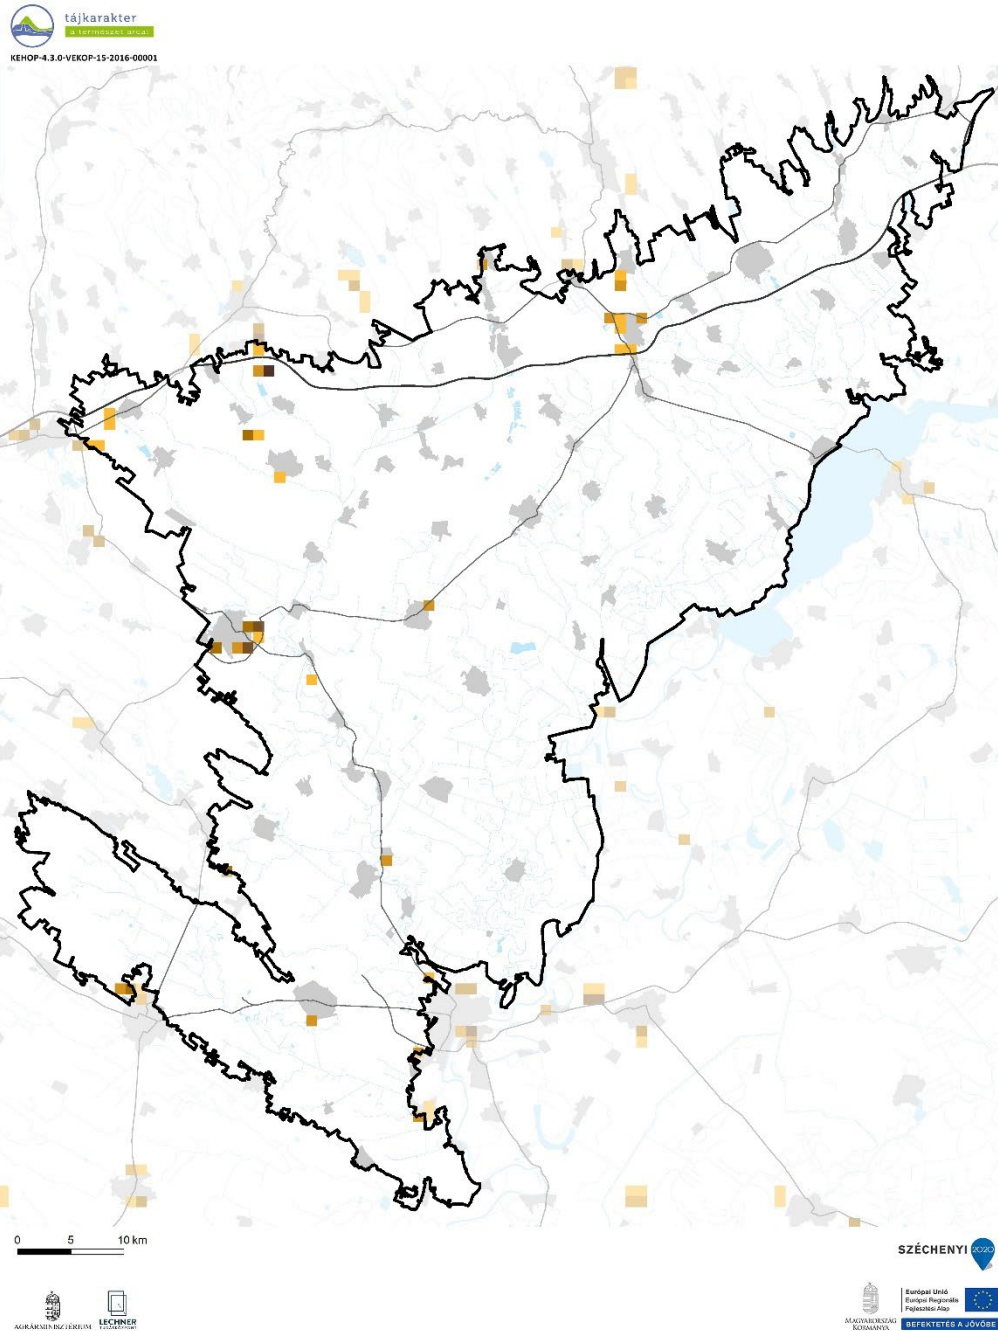 tájkarakter
a természet arca!
KEHOP-4.3.0-VEKOP-15-2016-00001
0 5 10 km
SZÉCHENYI 2020
AGRÁRMINISZTÉRIUM
LECHNER
Európai Unió
Európai Regionális
Fejlesztési Alap
MAGYARORSZÁG
KORMÁNYA
BEFEKTETÉS A JÖVŐBE